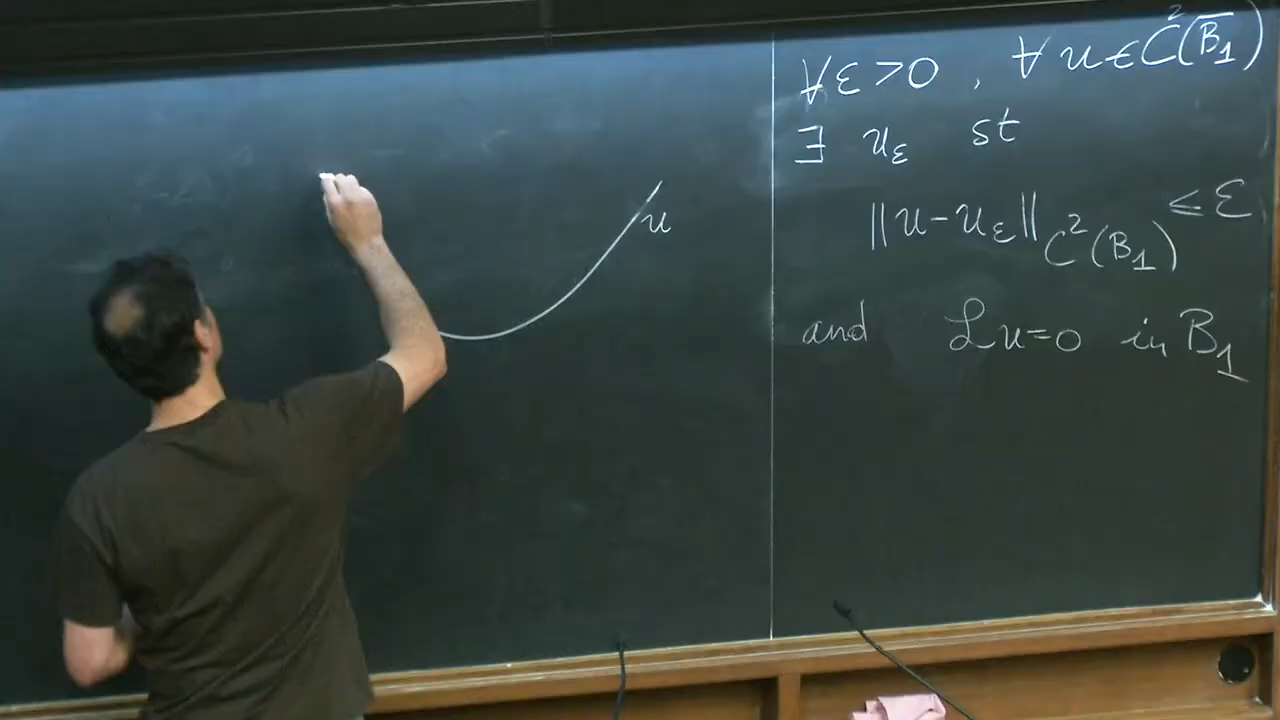 u
∀ε>0, ∀u∈C²(B̅₁)
∃ u_ε st
‖u-u_ε‖_{C²(B₁)} ≤ε
and ℒu=0 in B₁